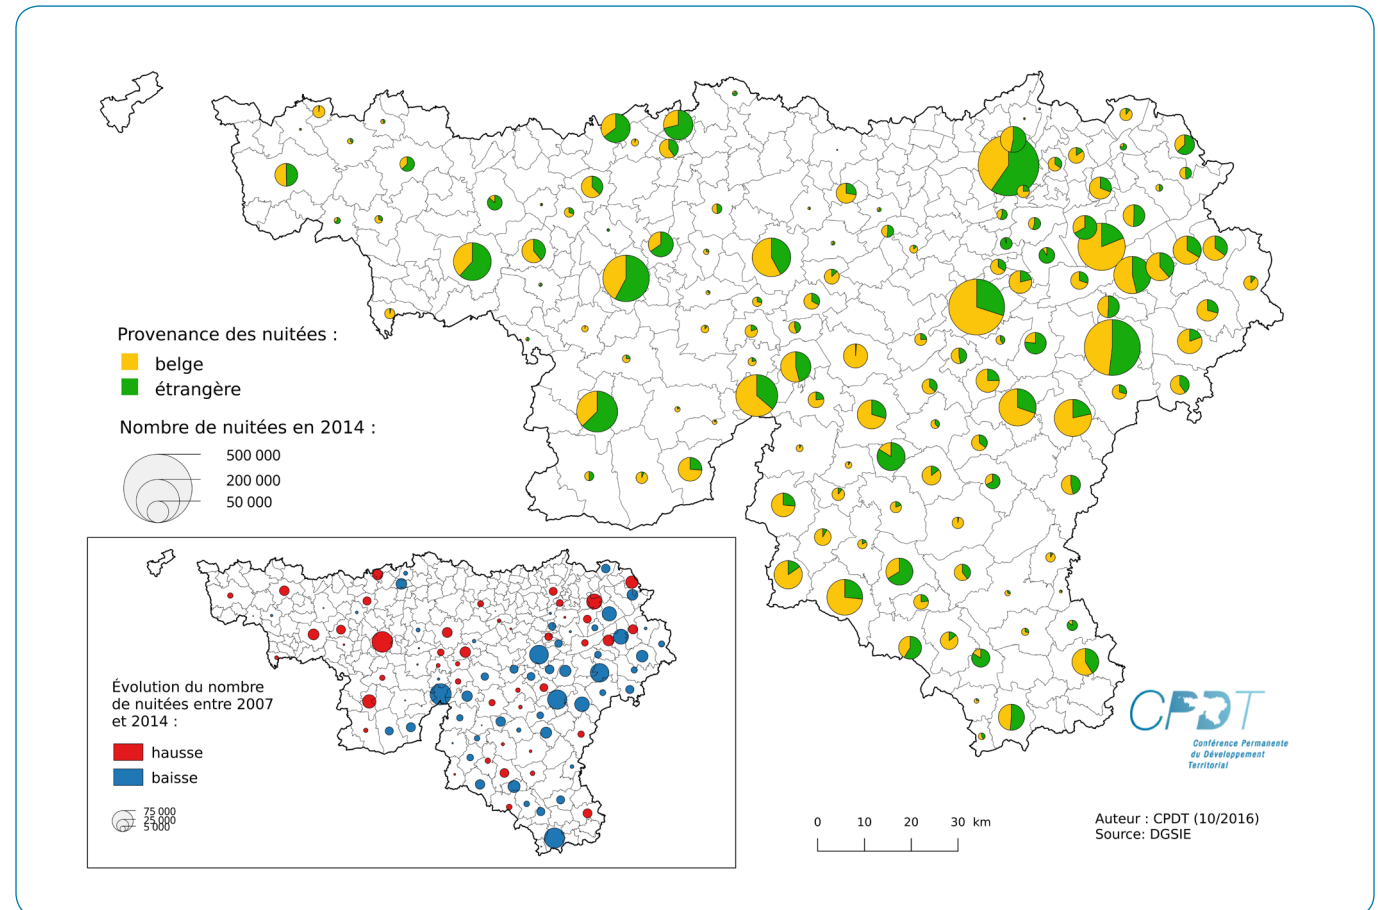 Provenance des nuitées :
belge
étrangère
Nombre de nuitées en 2014 :
500 000
200 000
50 000
Évolution du nombre
de nuitées entre 2007
et 2014 :
hausse
baisse
75 000
25 000
5 000
CPDT
Conférence Permanente
du Développement
Territorial
0 10 20 30 km
Auteur : CPDT (10/2016)
Source: DGSIE